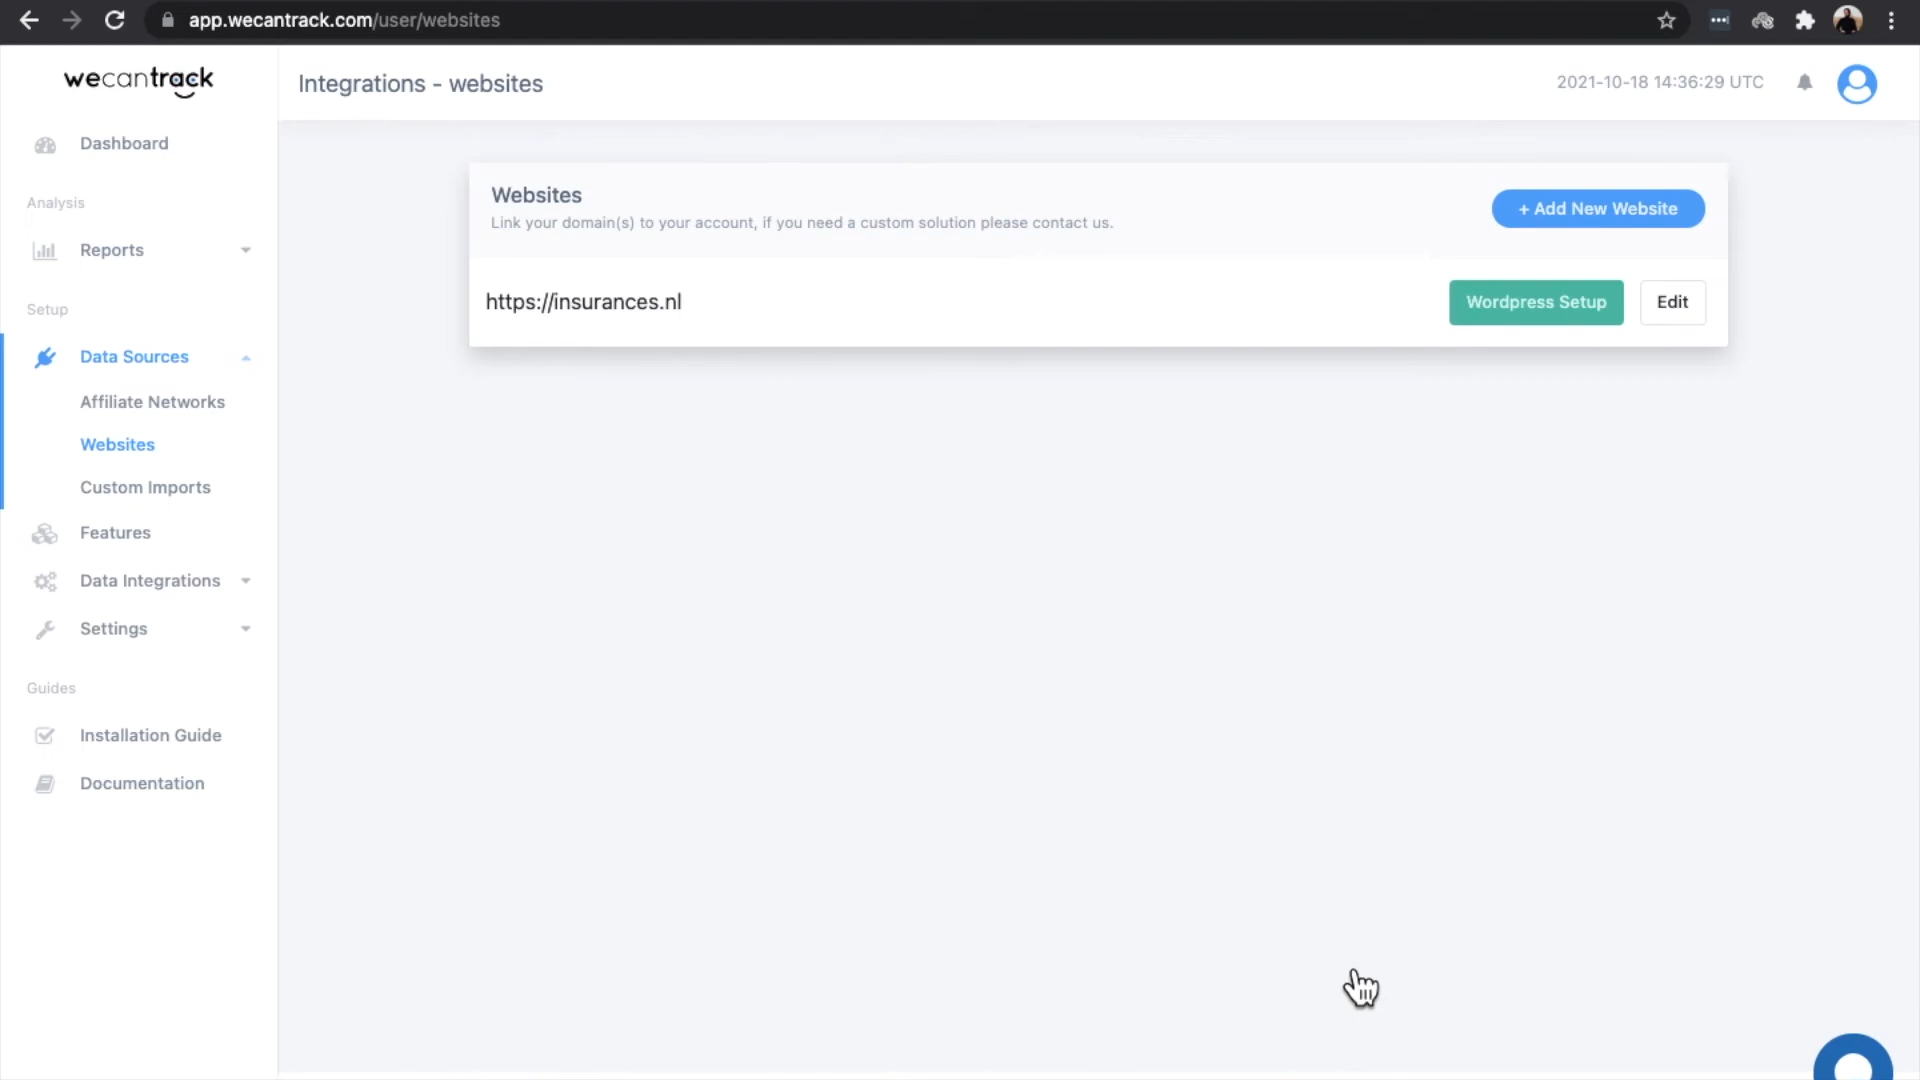 app.wecantrack.com/user/websites
wecantrack
Integrations - websites
2021-10-18 14:36:29 UTC
Dashboard
Analysis
Reports
Setup
Data Sources
Affiliate Networks
Websites
Custom Imports
Features
Data Integrations
Settings
Guides
Installation Guide
Documentation
Websites
Link your domain(s) to your account, if you need a custom solution please contact us.
+ Add New Website
https://insurances.nl
Wordpress Setup
Edit